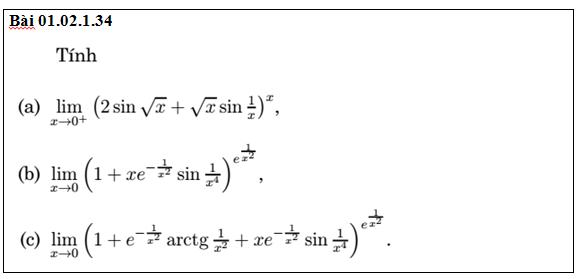 Bài 01.02.1.34
Tính
(a) lim_{x→0⁺} (2 sin √x + √x sin 1/x)^x,
(b) lim_{x→0} (1 + xe^{-1/x²} sin 1/x⁴)^{e^{1/x²}},
(c) lim_{x→0} (1 + e^{-1/x²} arctg 1/x² + xe^{-1/x²} sin 1/x⁴)^{e^{1/x²}}.